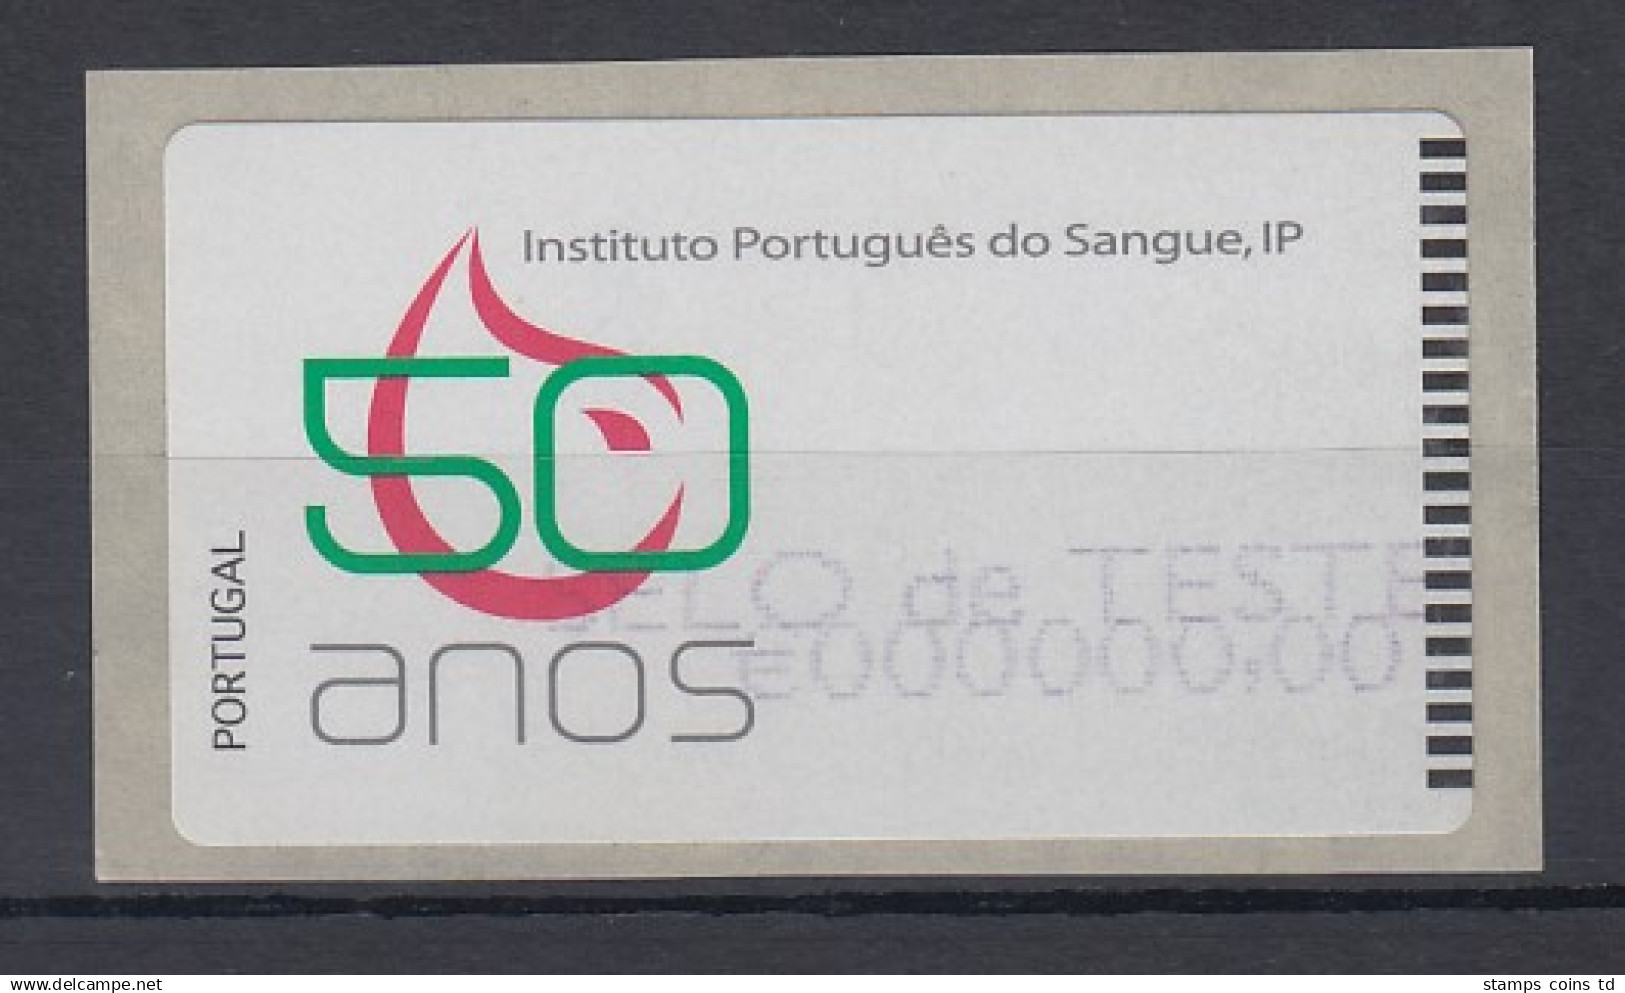 Instituto Português do Sangue, IP
50
anos
PORTUGAL
SELO de TESTE
€000000,00
www.delcampe.net
stamps coins td